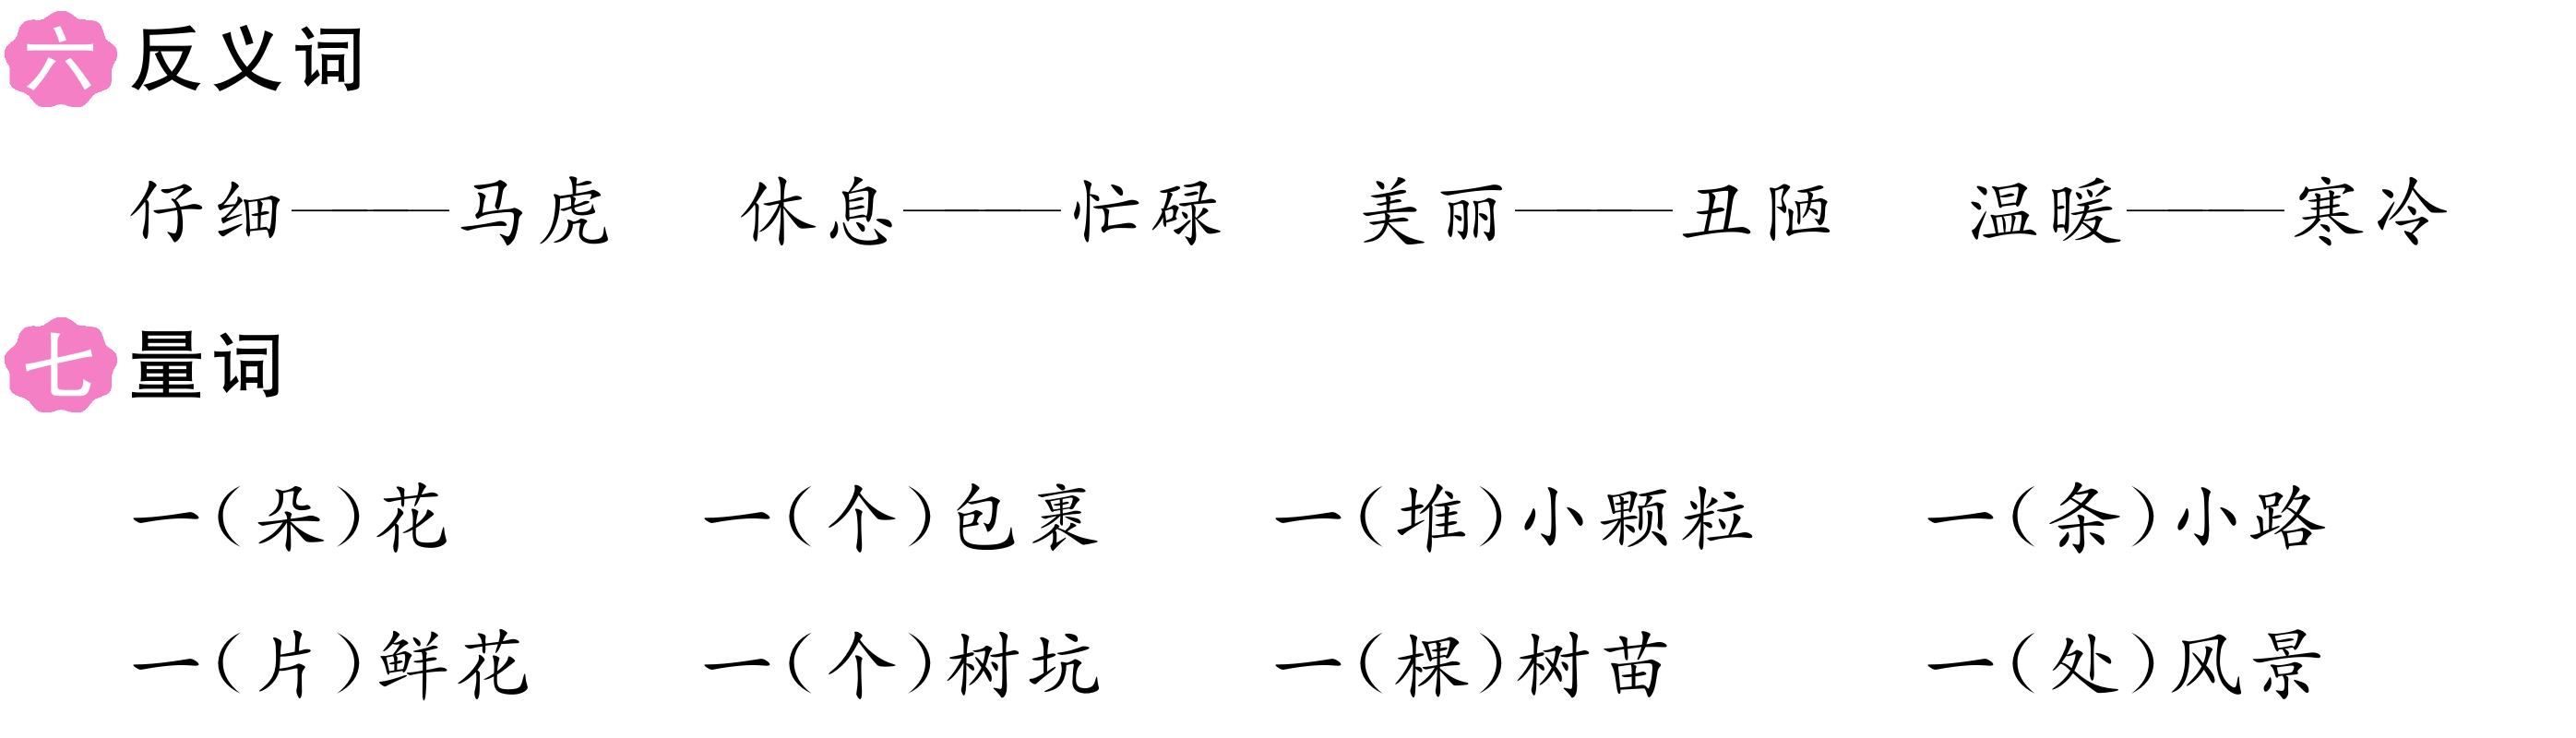 六 反义词
仔细——马虎 休息——忙碌 美丽——丑陋 温暖——寒冷
七 量词
一(朵)花 一(个)包裹 一(堆)小颗粒 一(条)小路
一(片)鲜花 一(个)树坑 一(棵)树苗 一(处)风景